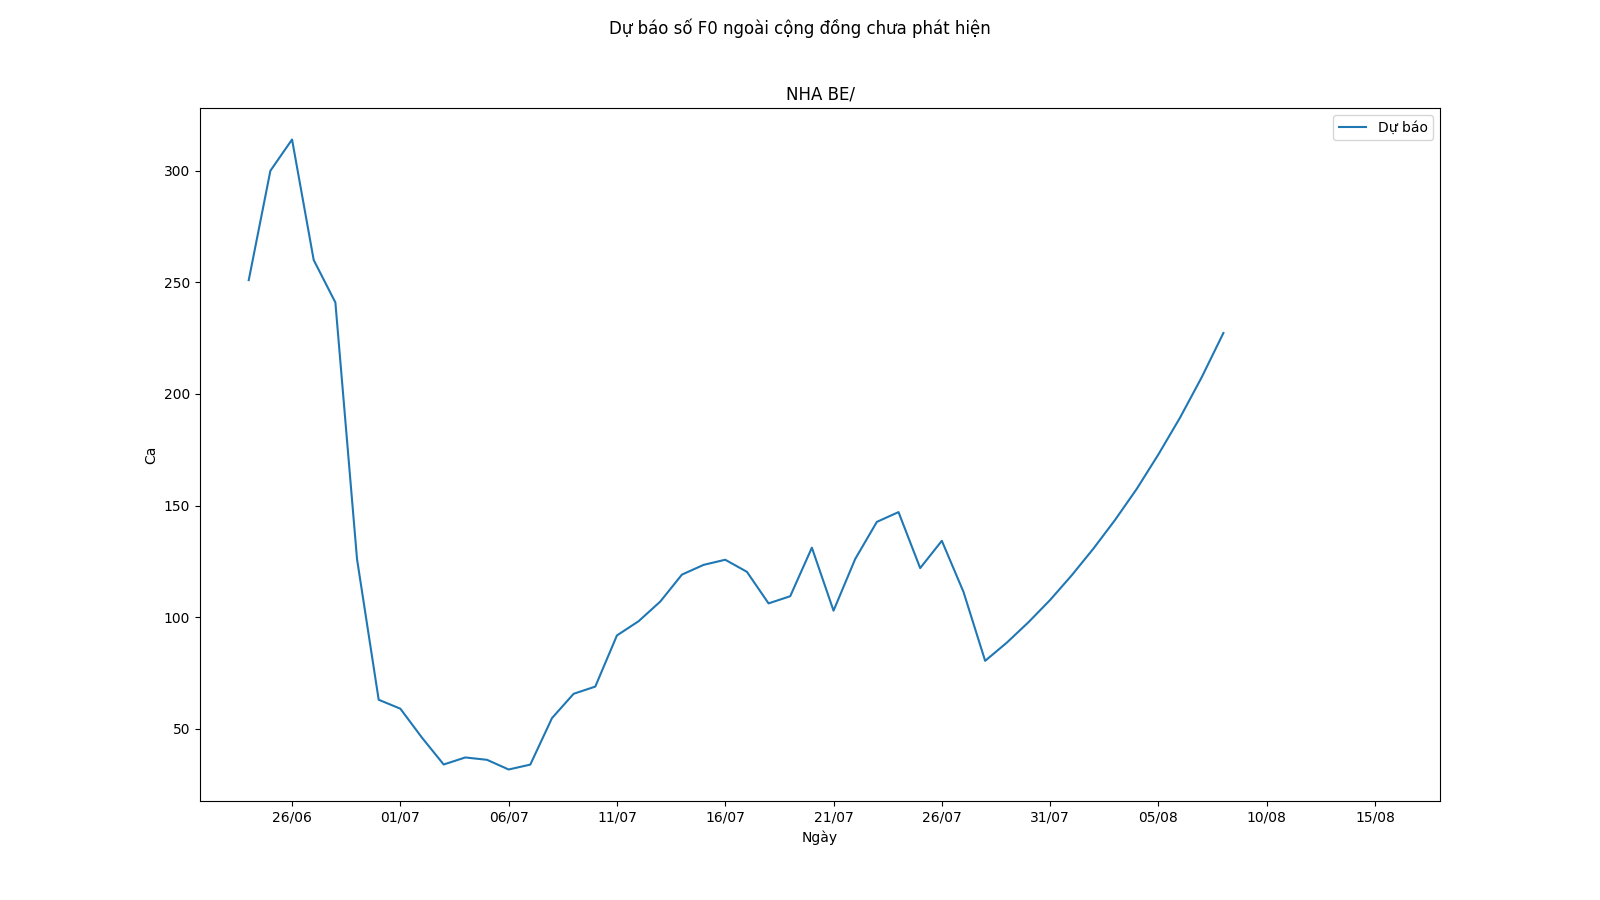 Dự báo số F0 ngoài cộng đồng chưa phát hiện
NHA BE/
Dự báo
300
250
200
150
100
50
Ca
26/06 01/07 06/07 11/07 16/07 21/07 26/07 31/07 05/08 10/08 15/08
Ngày